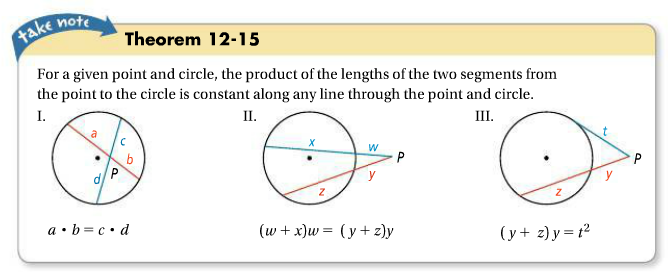 take note
Theorem 12-15
For a given point and circle, the product of the lengths of the two segments from
the point to the circle is constant along any line through the point and circle.
I.
a
c
b
d
P
II.
x
w
P
y
z
III.
t
P
y
z
a • b = c • d
(w + x)w = (y + z)y
(y + z)y = t²